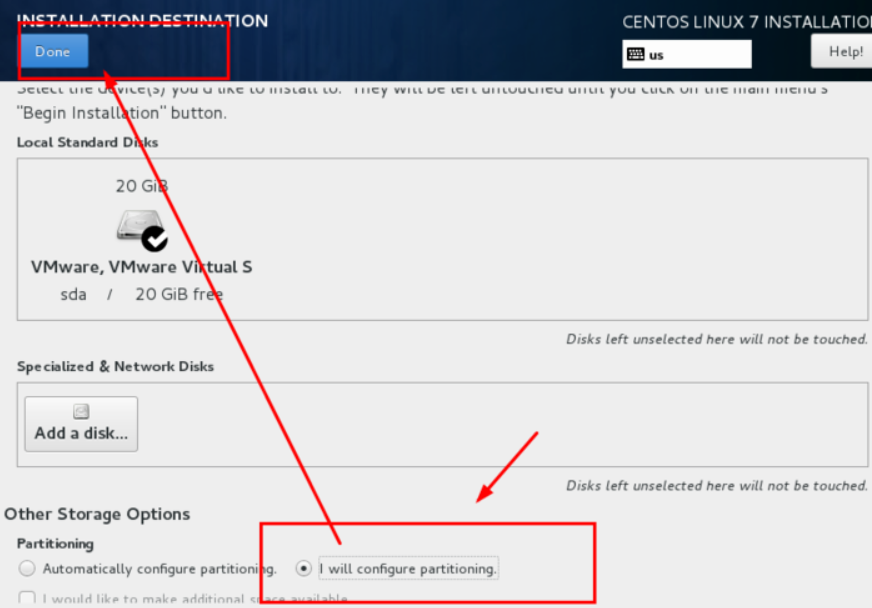 INSTALLATION DESTINATION
CENTOS LINUX 7 INSTALLATIO
Done
us
Help!
Select the device(s) you'd like to install to. They will be left untouched until you click on the main menu's
"Begin Installation" button.
Local Standard Disks
20 GiB
VMware, VMware Virtual S
sda / 20 GiB free
Disks left unselected here will not be touched.
Specialized & Network Disks
Add a disk...
Disks left unselected here will not be touched.
Other Storage Options
Partitioning
Automatically configure partitioning. I will configure partitioning.
I would like to make additional space available.